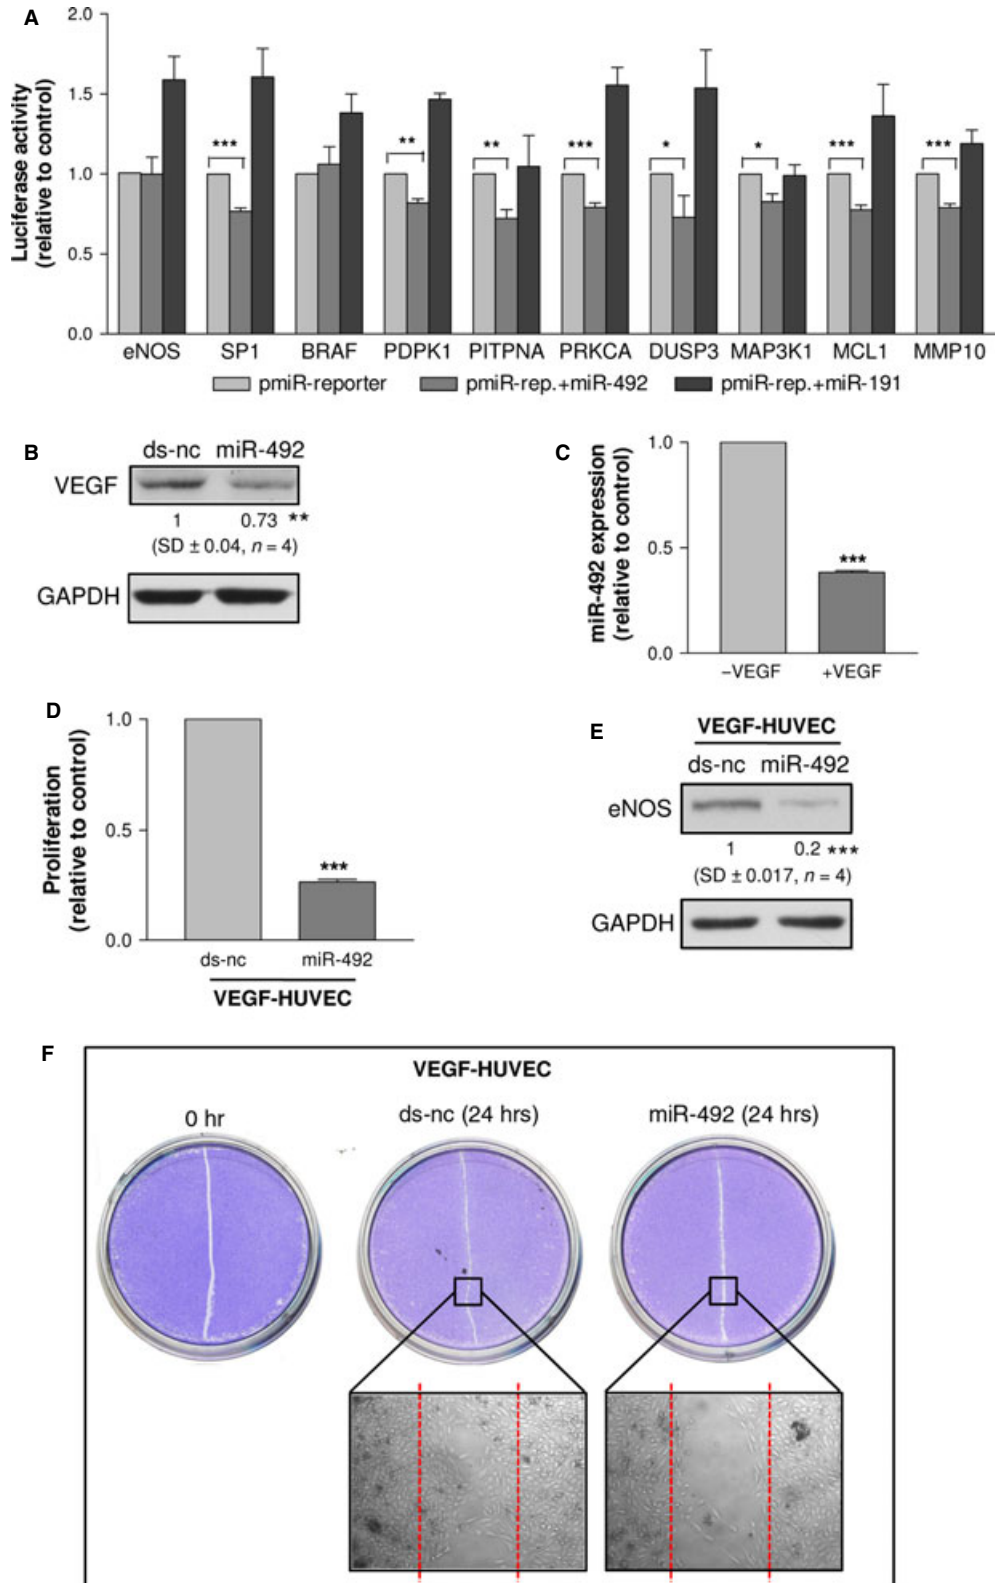 A
2.0
1.5
1.0
0.5
0.0
Luciferase activity
(relative to control)
***
**
**
***
*
*
***
***
eNOS SP1 BRAF PDPK1 PITPNA PRKCA DUSP3 MAP3K1 MCL1 MMP10
pmiR-reporter pmiR-rep.+miR-492 pmiR-rep.+miR-191
B
ds-nc miR-492
VEGF
1 0.73 **
(SD ± 0.04, n = 4)
GAPDH
C
miR-492 expression
(relative to control)
1.0
0.5
0.0
***
−VEGF +VEGF
D
Proliferation
(relative to control)
1.0
0.5
0.0
***
ds-nc miR-492
VEGF-HUVEC
E
VEGF-HUVEC
ds-nc miR-492
eNOS
1 0.2 ***
(SD ± 0.017, n = 4)
GAPDH
F
VEGF-HUVEC
0 hr ds-nc (24 hrs) miR-492 (24 hrs)